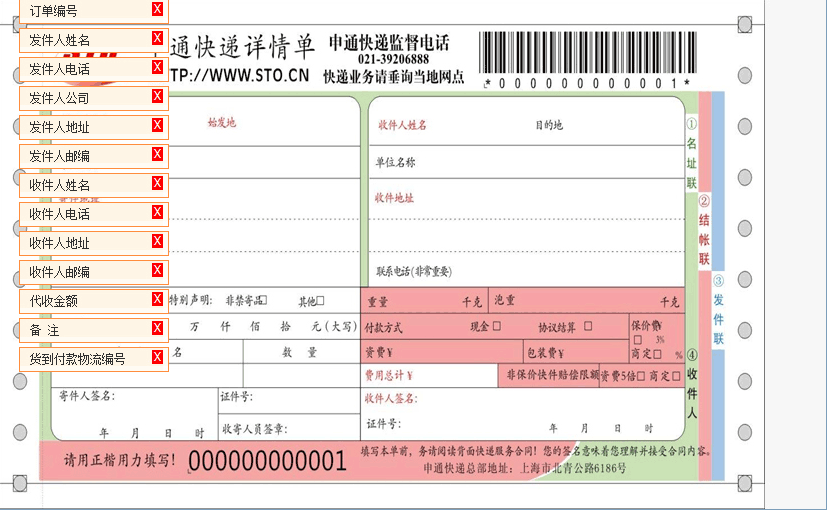 订单编号 X
发件人姓名 X
发件人电话 X
发件人公司 X
发件人地址 X
发件人邮编 X
收件人姓名 X
收件人电话 X
收件人地址 X
收件人邮编 X
代收金额 X
备 注 X
货到付款物流编号 X
通快递详情单
TP://WWW.STO.CN
申通快递监督电话
021-39206888
快递业务请垂询当地网点
*000000000001*
始发地
收件人姓名 目的地
单位名称
收件地址
联系电话(非常重要)
特别声明: 非禁寄品□ 其他□
万 仟 佰 拾 元(大写)
名 数 量
重量 千克 泡重 千克
付款方式 现金□ 协议结算 □
保价费¥
□ 3%
商定□ %
资费¥ 包装费¥
费用总计¥ 非保价快件赔偿限额 资费5倍□ 商定□
寄件人签名:
年 月 日 时
证件号:
收寄人员签章:
收件人签名:
证件号:
年 月 日 时
请用正楷用力填写! 000000000001
填写本单前,务请阅读背面快递服务合同!您的签名意味着您理解并接受合同内容。
申通快递总部地址:上海市北青公路6186号
①名址联
②结帐联
③发件联
④收件人